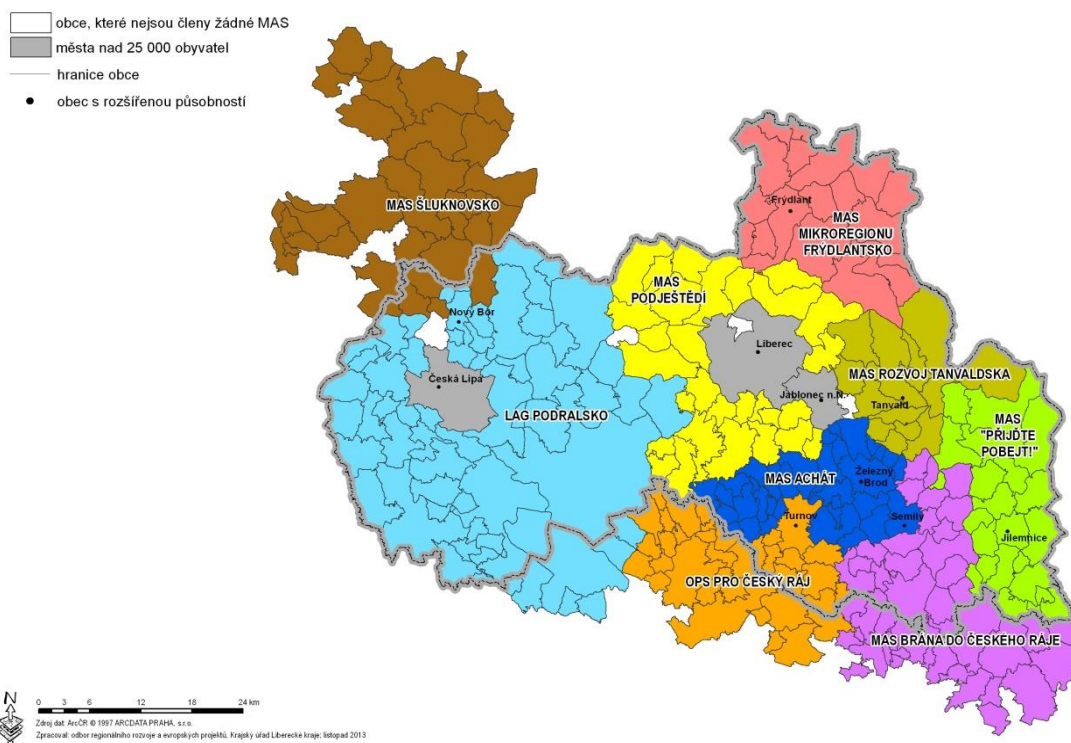 obce, které nejsou členy žádné MAS
města nad 25 000 obyvatel
hranice obce
obec s rozšířenou působností
MAS ŠLUKNOVSKO
Frýdlant
MAS
MIKROREGIONU
FRÝDLANTSKO
MAS
PODJEŠTĚDÍ
Nový Bor
Liberec
Česká Lípa
MAS ROZVOJ TANVALDSKA
Jablonec n.N.
Tanvald
LAG PODRALSKO
MAS
"PŘIJĎTE
POBEJT!"
MAS ACHÁT
Železný
Brod
Turnov
Semily
Jilemnice
OPS PRO ČESKÝ RÁJ
MAS BRÁNA DO ČESKÉHO RÁJE
N
0 3 6 12 18 24 km
Zdroj dat: ArcČR © 1997 ARCDATA PRAHA, s.r.o.
Zpracoval: odbor regionálního rozvoje a evropských projektů, Krajský úřad Liberecké kraje; listopad 2013